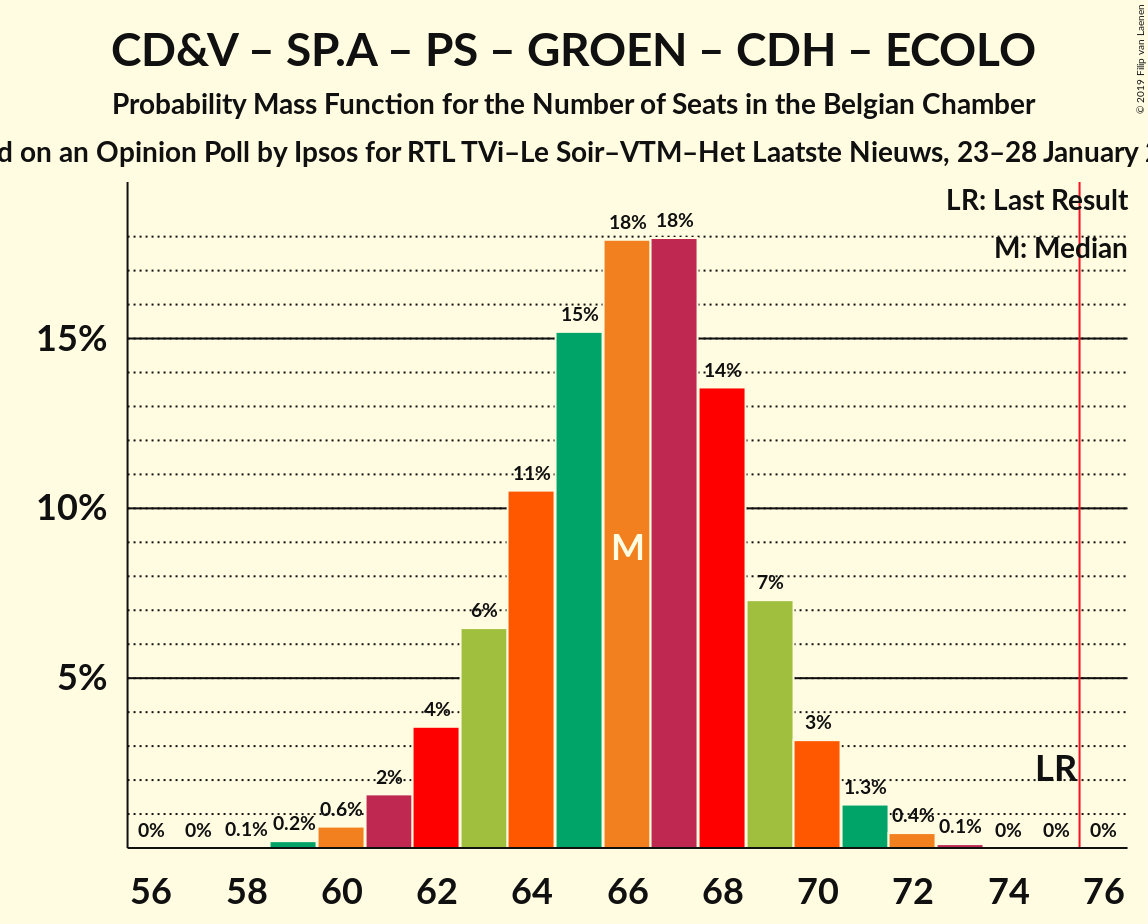 CD&V – SP.A – PS – GROEN – CDH – ECOLO
Probability Mass Function for the Number of Seats in the Belgian Chamber
d on an Opinion Poll by Ipsos for RTL TVi–Le Soir–VTM–Het Laatste Nieuws, 23–28 January
© 2019 Filip van Laenen
LR: Last Result
M: Median
18% 18%
15%
15%
14%
11%
10%
M
7%
6%
5%
4%
3%
LR
2%
1.3%
0.6%
0.4%
0.2%
0.1%
0% 0% 0.1% 0% 0% 0%
56 58 60 62 64 66 68 70 72 74 76